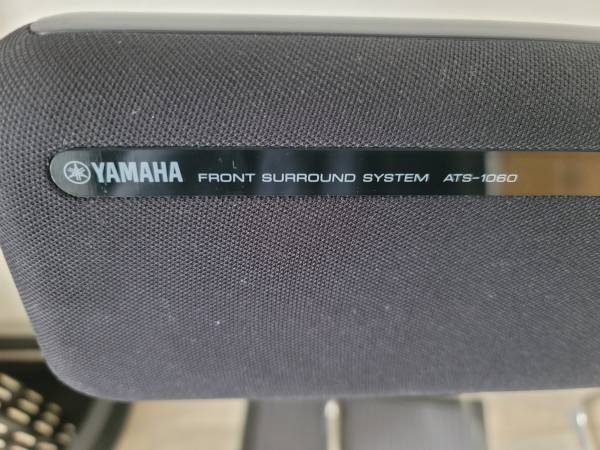 YAMAHA FRONT SURROUND SYSTEM ATS-1060